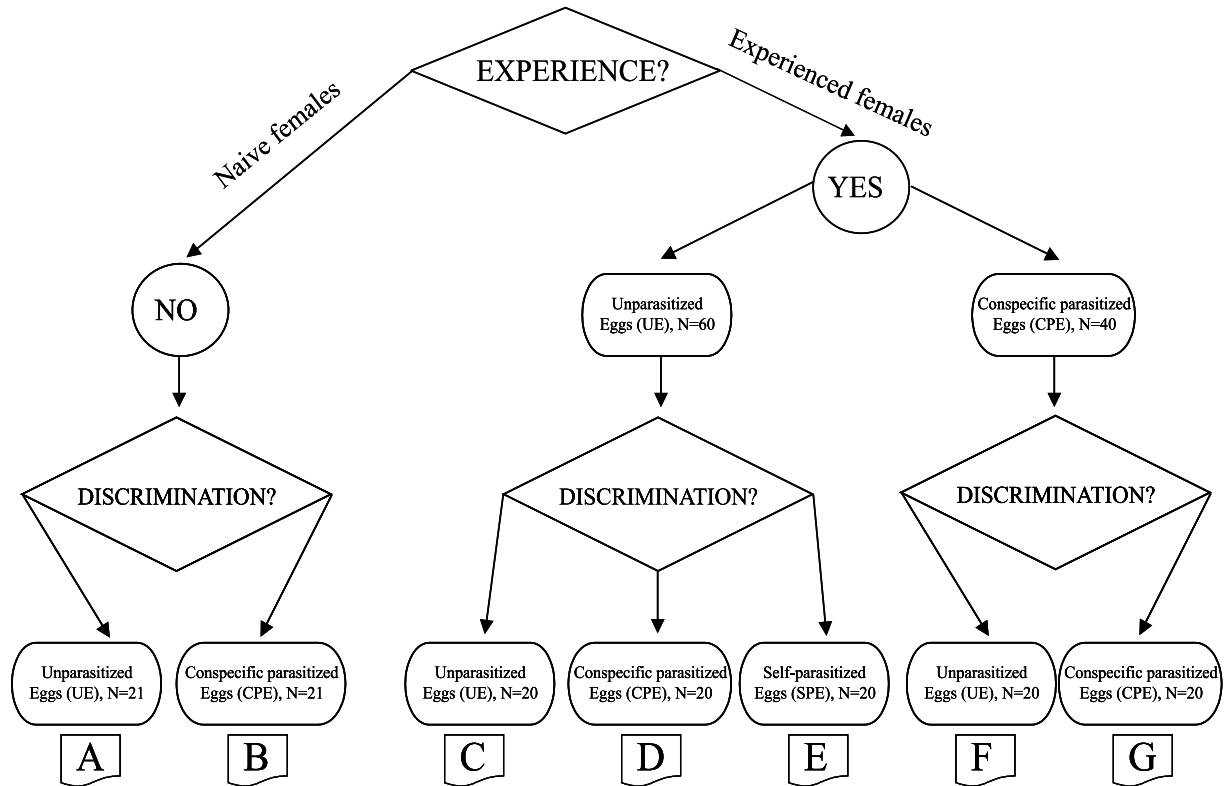 EXPERIENCE?
Naive females
Experienced females
YES
NO
Unparasitized
Eggs (UE), N=60
Conspecific parasitized
Eggs (CPE), N=40
DISCRIMINATION?
DISCRIMINATION?
DISCRIMINATION?
Unparasitized
Eggs (UE), N=21
Conspecific parasitized
Eggs (CPE), N=21
Unparasitized
Eggs (UE), N=20
Conspecific parasitized
Eggs (CPE), N=20
Self-parasitized
Eggs (SPE), N=20
Unparasitized
Eggs (UE), N=20
Conspecific parasitized
Eggs (CPE), N=20
A
B
C
D
E
F
G